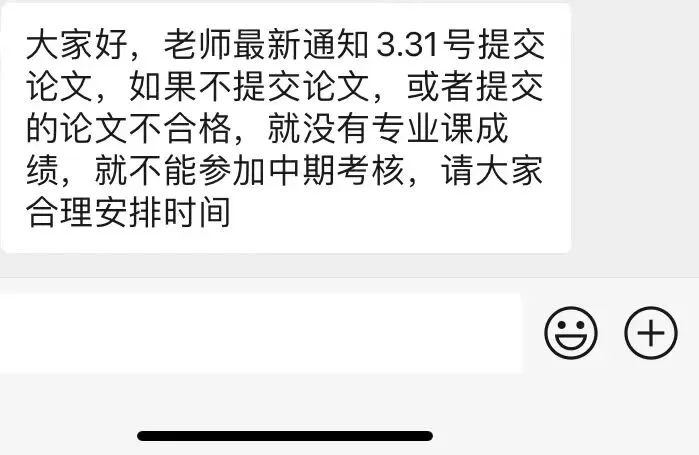 大家好，老师最新通知3.31号提交
论文，如果不提交论文，或者提交
的论文不合格，就没有专业课成
绩，就不能参加中期考核，请大家
合理安排时间